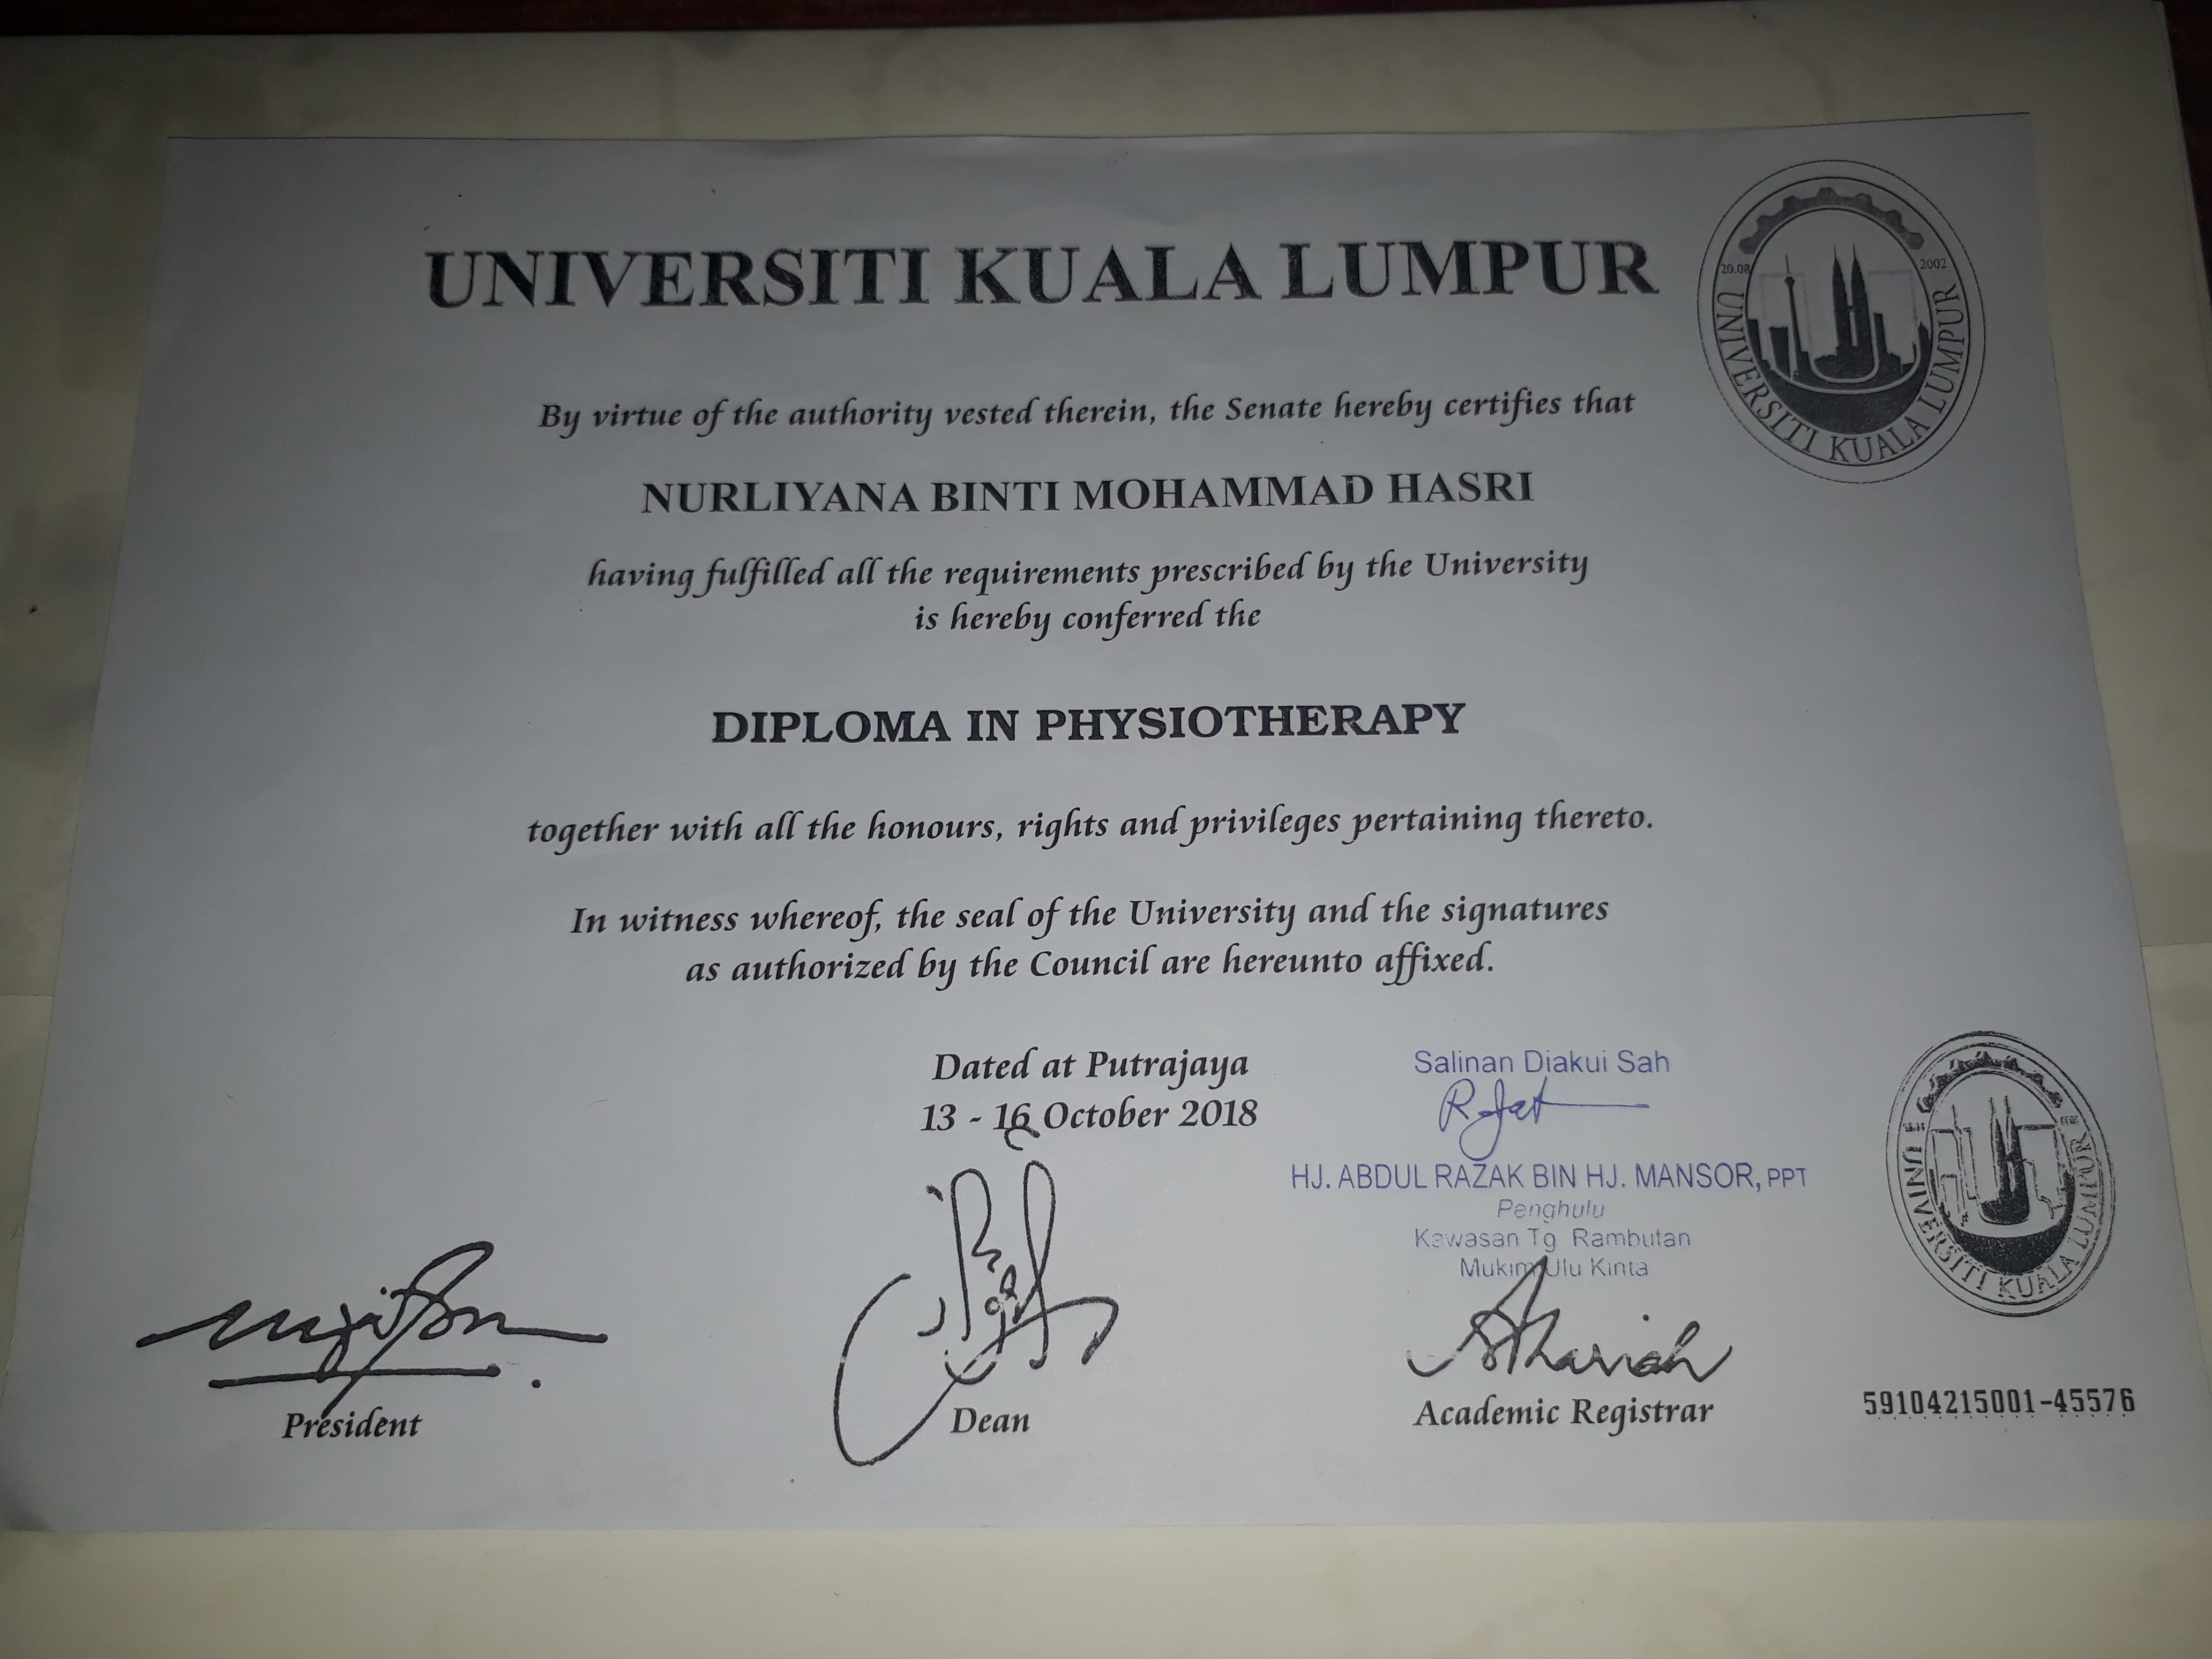 UNIVERSITI KUALA LUMPUR
20.08 2002
UNIVERSITI KUALA LUMPUR
By virtue of the authority vested therein, the Senate hereby certifies that
NURLIYANA BINTI MOHAMMAD HASRI
having fulfilled all the requirements prescribed by the University
is hereby conferred the
DIPLOMA IN PHYSIOTHERAPY
together with all the honours, rights and privileges pertaining thereto.
In witness whereof, the seal of the University and the signatures
as authorized by the Council are hereunto affixed.
Dated at Putrajaya
13 - 16 October 2018
Salinan Diakui Sah
HJ. ABDUL RAZAK BIN HJ. MANSOR, PPT
Penghulu
Kawasan Tg Rambutan
Mukim Ulu Kinta
UNIVERSITI KUALA LUMPUR
President
Dean
Academic Registrar
59104215001-45576